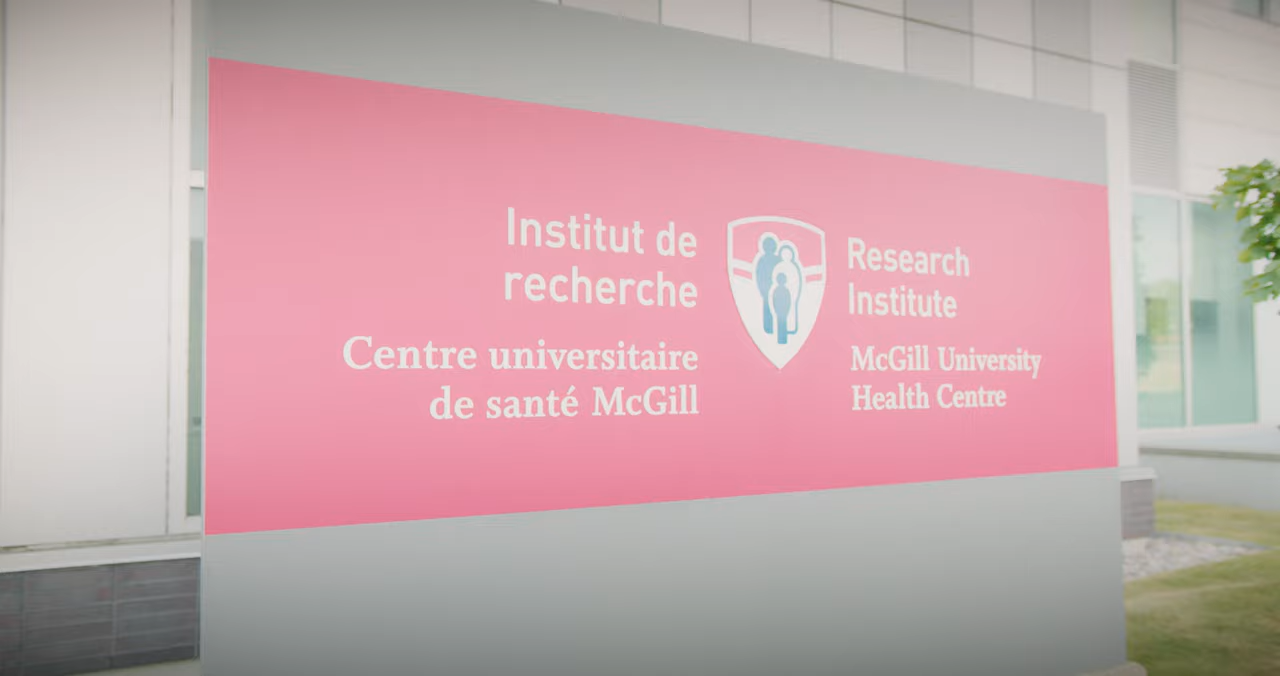 Institut de
recherche
Centre universitaire
de santé McGill
Research
Institute
McGill University
Health Centre